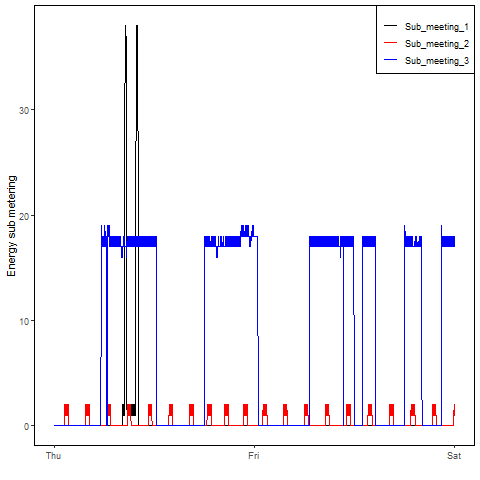 Sub_meeting_1
Sub_meeting_2
Sub_meeting_3
Energy sub metering
30
20
10
0
Thu
Fri
Sat